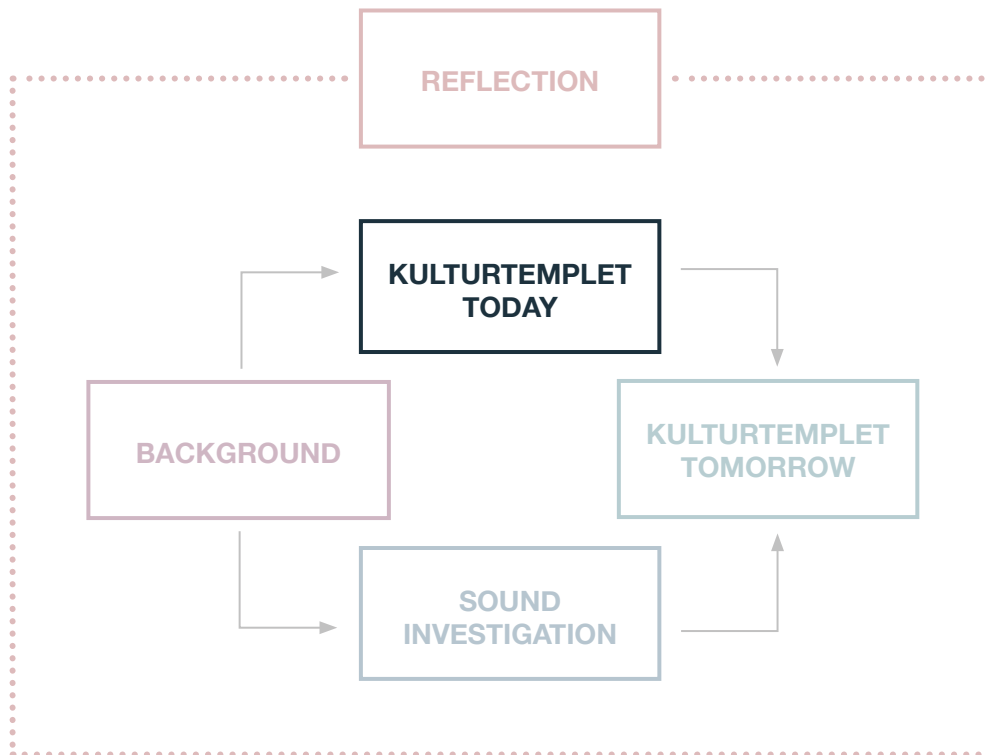 REFLECTION
KULTURTEMPLET
TODAY
BACKGROUND
KULTURTEMPLET
TOMORROW
SOUND
INVESTIGATION